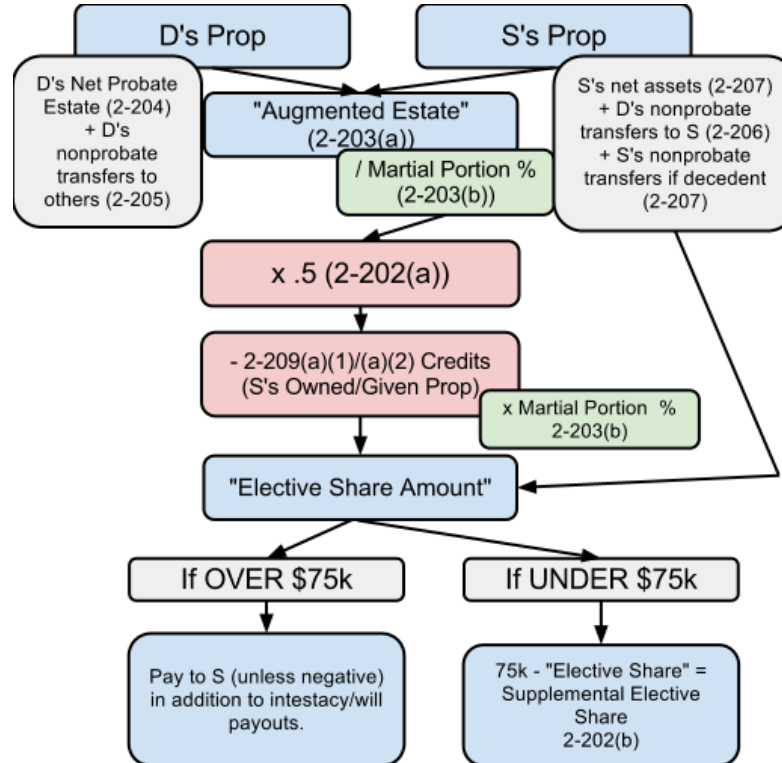 D's Prop
S's Prop
D's Net Probate
Estate (2-204)
+ D's
nonprobate
transfers to
others (2-205)
"Augmented Estate"
(2-203(a))
S's net assets (2-207)
+ D's nonprobate
transfers to S (2-206)
+ S's nonprobate
transfers if decedent
(2-207)
/ Martial Portion %
(2-203(b))
x .5 (2-202(a))
- 2-209(a)(1)/(a)(2) Credits
(S's Owned/Given Prop)
x Martial Portion %
2-203(b)
"Elective Share Amount"
If OVER $75k
If UNDER $75k
Pay to S (unless negative)
in addition to intestacy/will
payouts.
75k - "Elective Share" =
Supplemental Elective
Share
2-202(b)